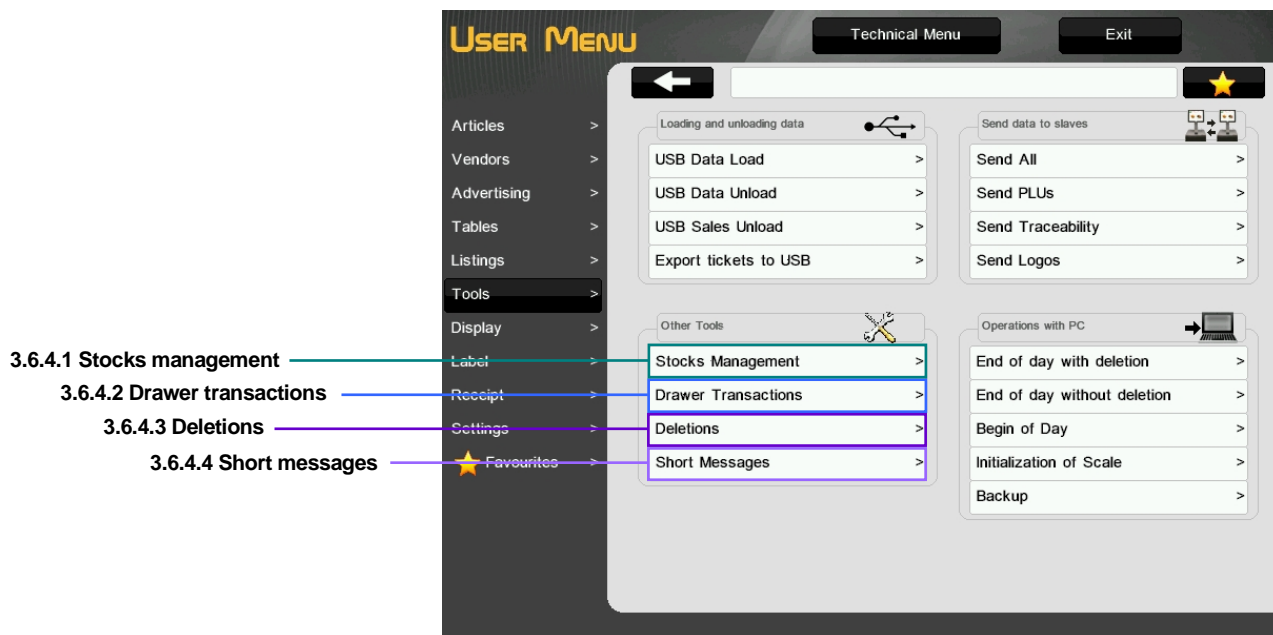 USER MENU
Technical Menu
Exit
Articles >
Vendors >
Advertising >
Tables >
Listings >
Tools >
Display >
Label >
Receipt >
Settings >
Favourites >
Loading and unloading data
USB Data Load >
USB Data Unload >
USB Sales Unload >
Export tickets to USB >
Send data to slaves
Send All >
Send PLUs >
Send Traceability >
Send Logos >
Other Tools
Stocks Management >
Drawer Transactions >
Deletions >
Short Messages >
Operations with PC
End of day with deletion >
End of day without deletion >
Begin of Day >
Initialization of Scale >
Backup >
3.6.4.1 Stocks management
3.6.4.2 Drawer transactions
3.6.4.3 Deletions
3.6.4.4 Short messages